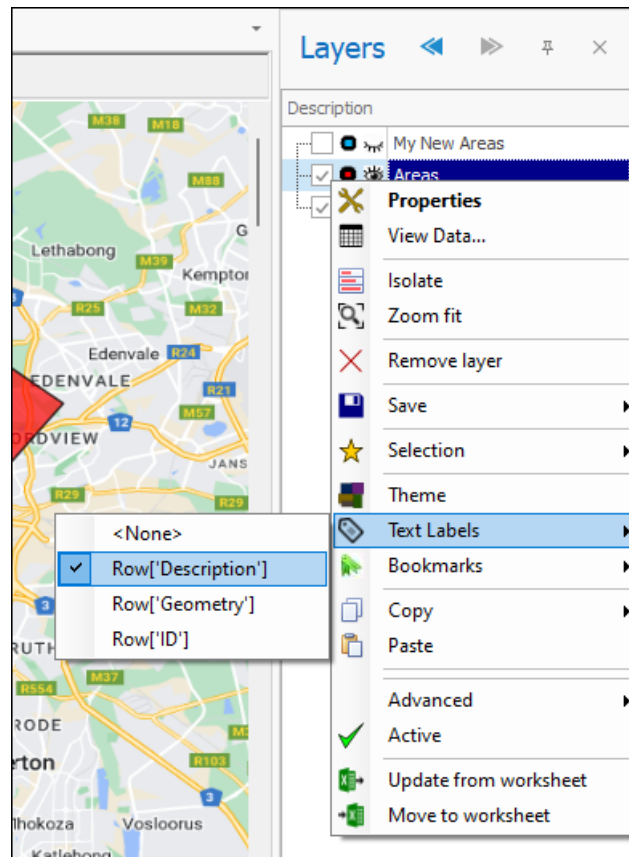 Layers
Description
My New Areas
Areas
Properties
View Data...
Isolate
Zoom fit
Remove layer
Save
Selection
Theme
Text Labels
Bookmarks
Copy
Paste
Advanced
Active
Update from worksheet
Move to worksheet
<None>
Row['Description']
Row['Geometry']
Row['ID']
M38
M18
M88
G
Lethabong
M39
Kempton
R25
M32
Edenvale
R24
EDENVALE
R21
12
M57
RDVIEW
JANS
R29
R29
3
RUTH
M37
R554
RODE
M
rton
R103
3
Thokoza
Vosloorus
Katlehong